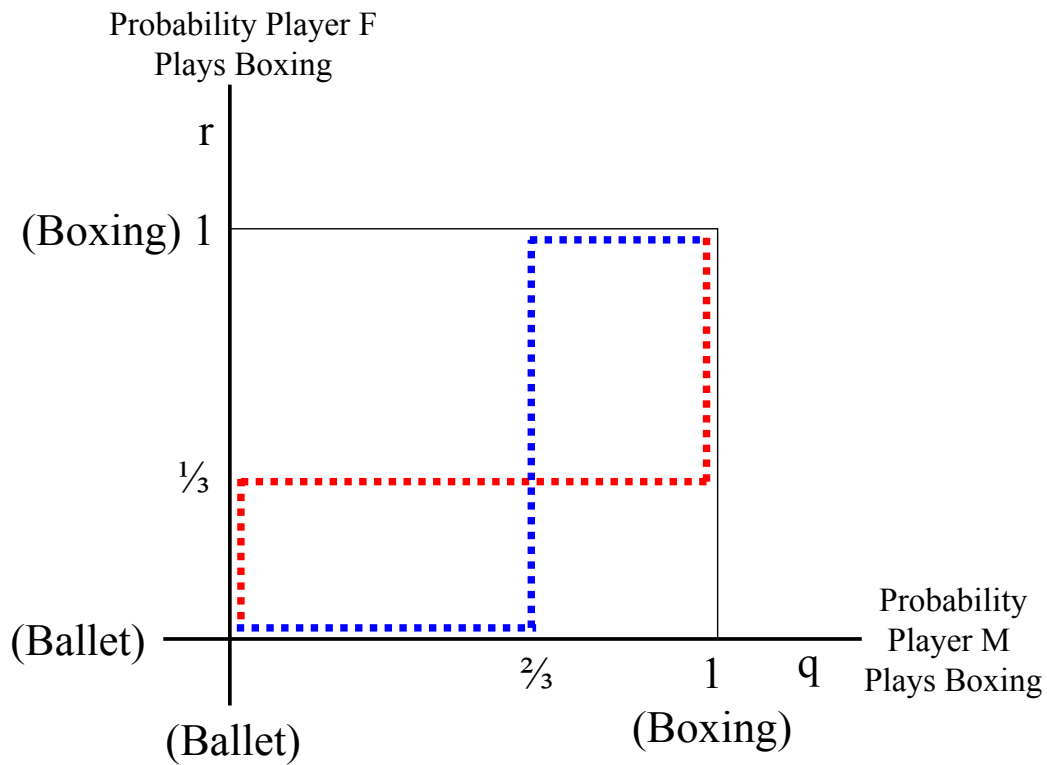 Probability Player F
Plays Boxing
r
(Boxing) 1
⅓
(Ballet)
Probability
Player M
Plays Boxing
⅔
1
q
(Ballet)
(Boxing)